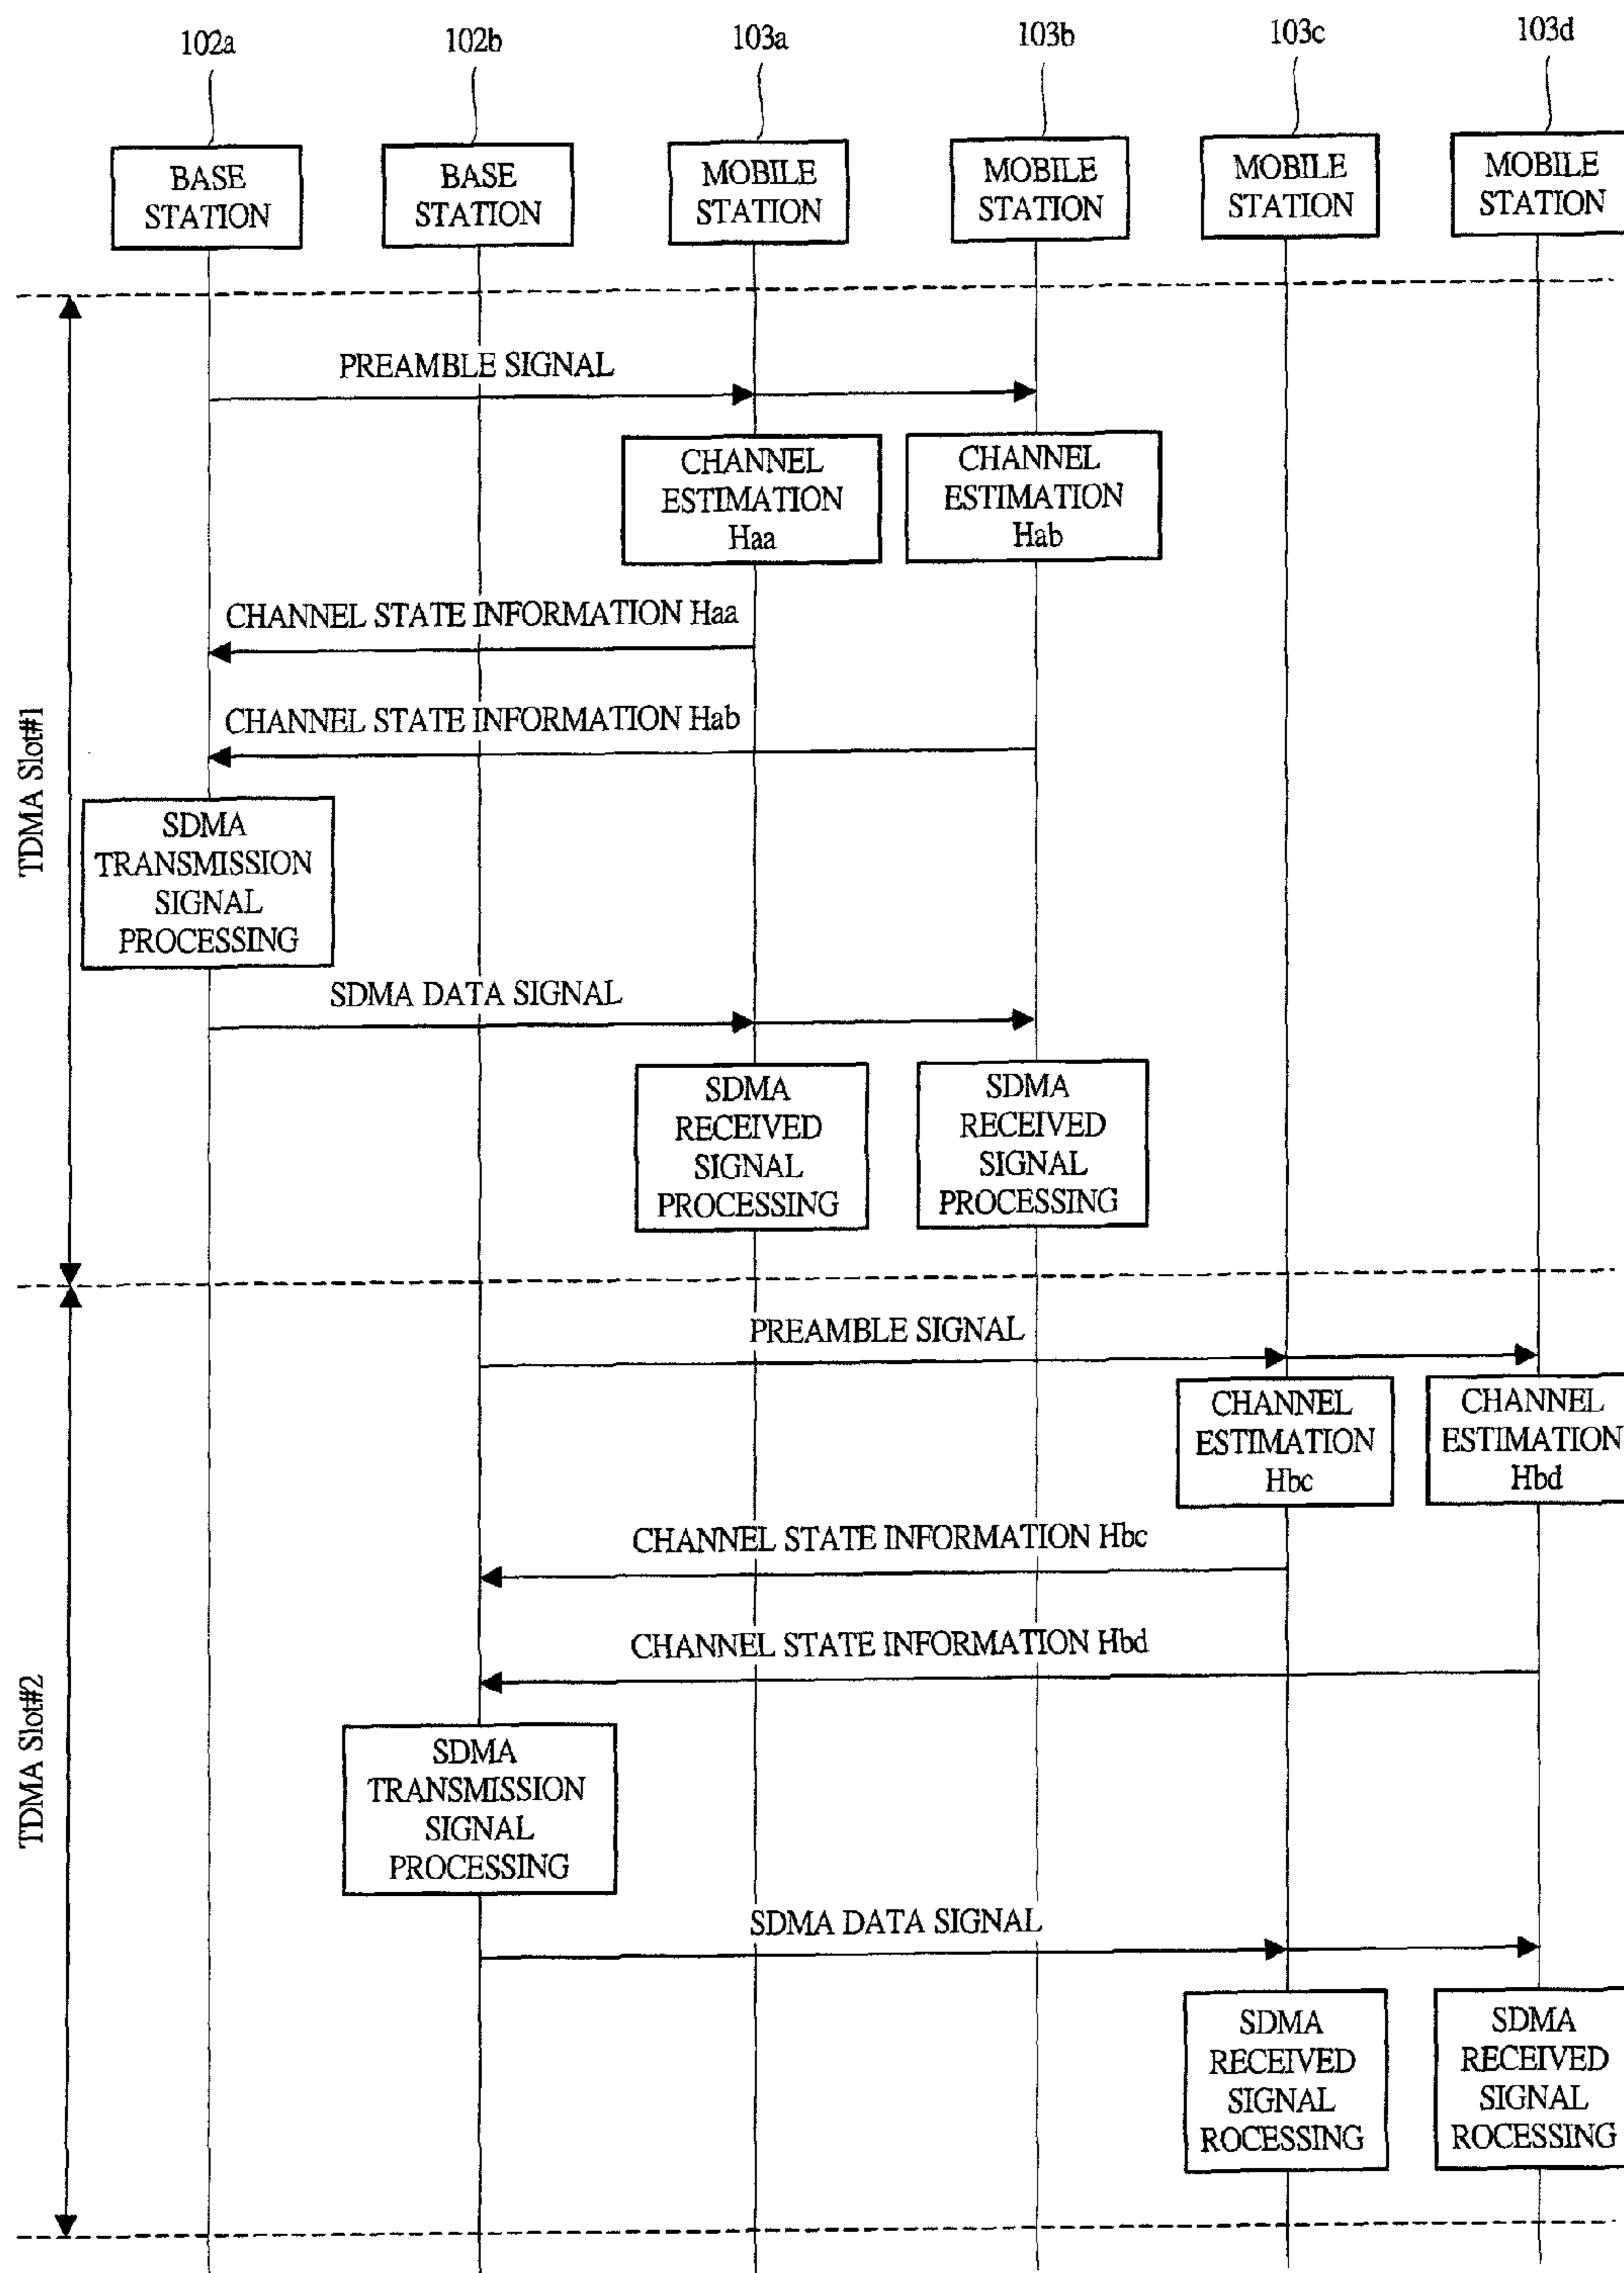 102a
102b
103a
103b
103c
103d
BASE
STATION
BASE
STATION
MOBILE
STATION
MOBILE
STATION
MOBILE
STATION
MOBILE
STATION
TDMA Slot#1
PREAMBLE SIGNAL
CHANNEL
ESTIMATION
Haa
CHANNEL
ESTIMATION
Hab
CHANNEL STATE INFORMATION Haa
CHANNEL STATE INFORMATION Hab
SDMA
TRANSMISSION
SIGNAL
PROCESSING
SDMA DATA SIGNAL
SDMA
RECEIVED
SIGNAL
PROCESSING
SDMA
RECEIVED
SIGNAL
PROCESSING
TDMA Slot#2
PREAMBLE SIGNAL
CHANNEL
ESTIMATION
Hbc
CHANNEL
ESTIMATION
Hbd
CHANNEL STATE INFORMATION Hbc
CHANNEL STATE INFORMATION Hbd
SDMA
TRANSMISSION
SIGNAL
PROCESSING
SDMA DATA SIGNAL
SDMA
RECEIVED
SIGNAL
ROCESSING
SDMA
RECEIVED
SIGNAL
ROCESSING